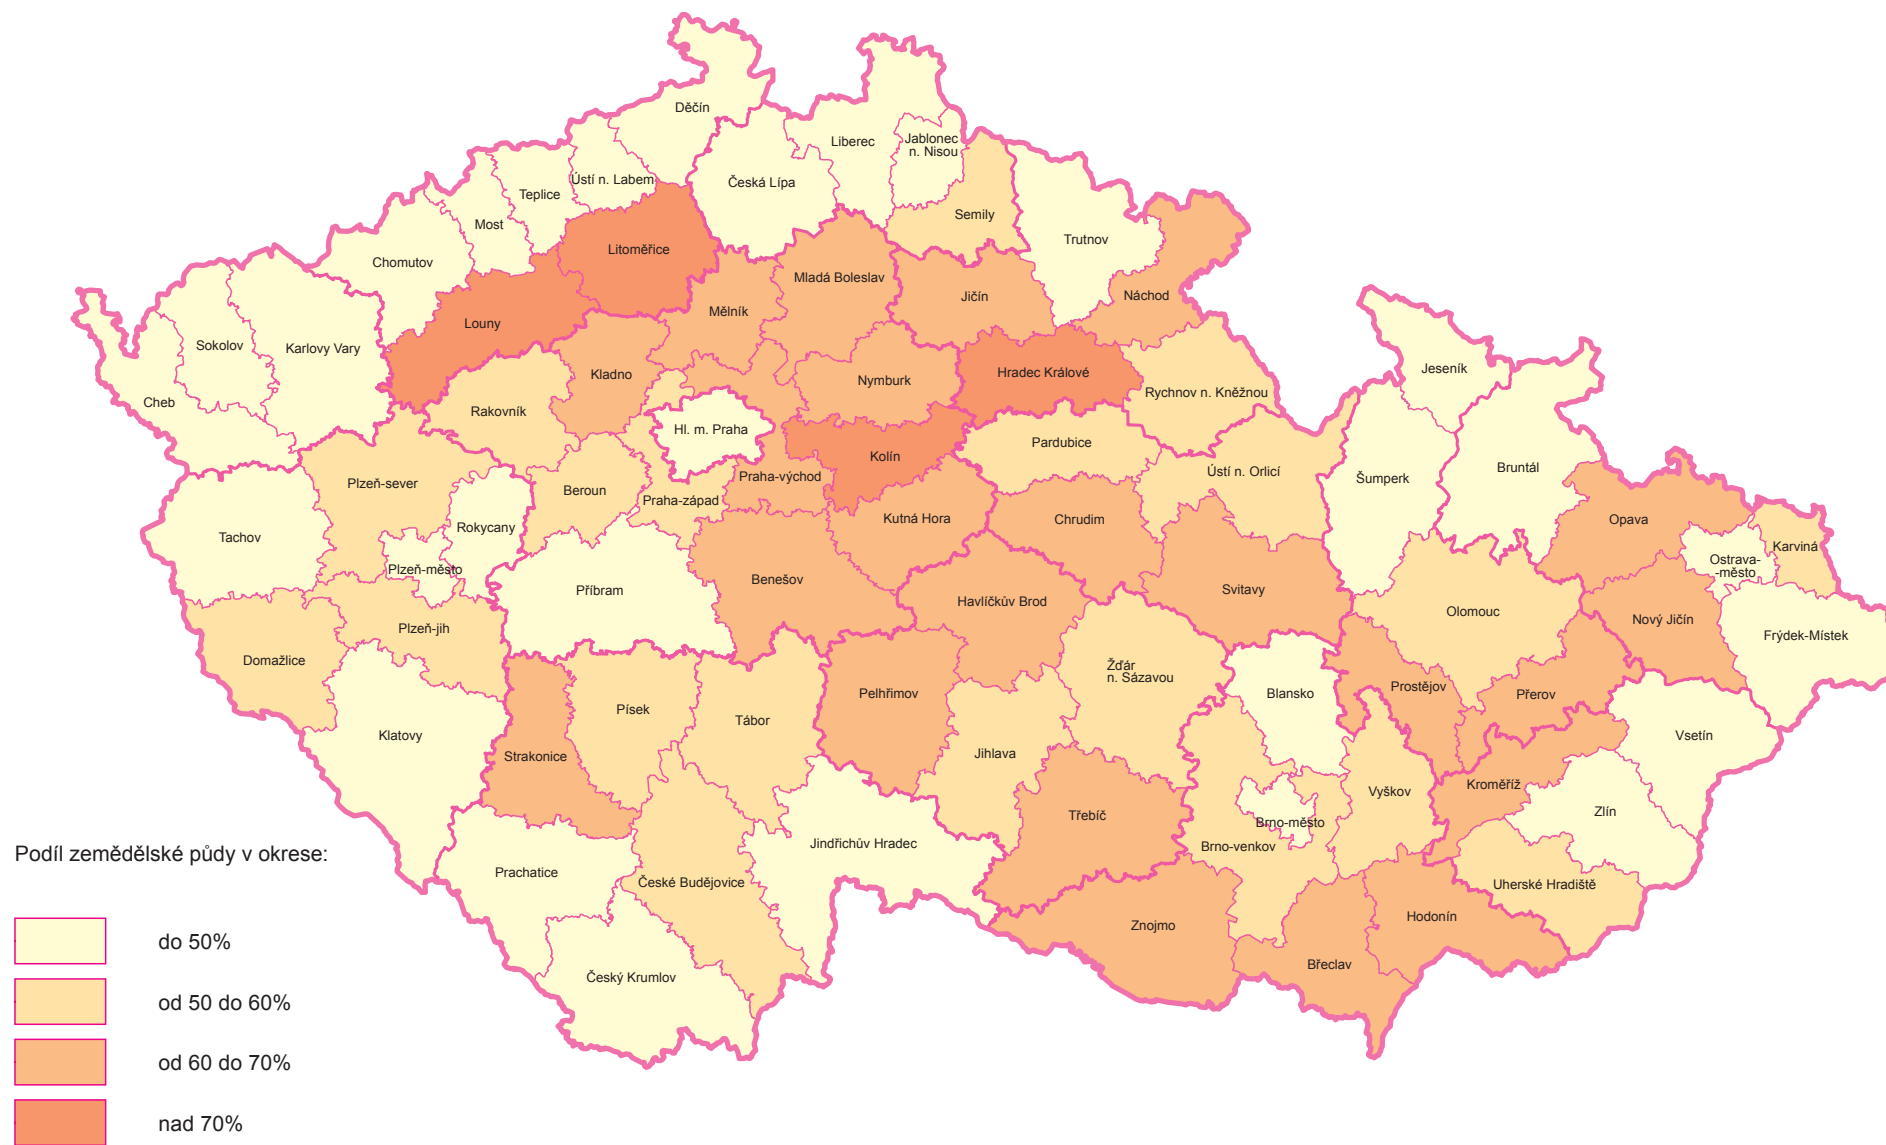 Děčín
Liberec
Jablonec
n. Nisou
Ústí n. Labem
Česká Lípa
Teplice
Semily
Most
Trutnov
Litoměřice
Chomutov
Mladá Boleslav
Jičín
Náchod
Mělník
Louny
Sokolov
Karlovy Vary
Jeseník
Hradec Králové
Kladno
Nymburk
Rychnov n. Kněžnou
Cheb
Rakovník
Hl. m. Praha
Pardubice
Kolín
Bruntál
Ústí n. Orlicí
Praha-východ
Šumperk
Plzeň-sever
Beroun
Praha-západ
Kutná Hora
Chrudim
Opava
Rokycany
Tachov
Karviná
Ostrava-
-město
Plzeň-město
Benešov
Příbram
Svitavy
Havlíčkův Brod
Olomouc
Nový Jičín
Plzeň-jih
Frýdek-Místek
Domažlice
Žďár
n. Sázavou
Prostějov
Blansko
Pelhřimov
Přerov
Písek
Tábor
Klatovy
Vsetín
Jihlava
Strakonice
Kroměříž
Vyškov
Zlín
Třebíč
Brno-město
Jindřichův Hradec
Brno-venkov
Podíl zemědělské půdy v okrese:
Prachatice
České Budějovice
Uherské Hradiště
Hodonín
Znojmo
do 50%
Břeclav
Český Krumlov
od 50 do 60%
od 60 do 70%
nad 70%